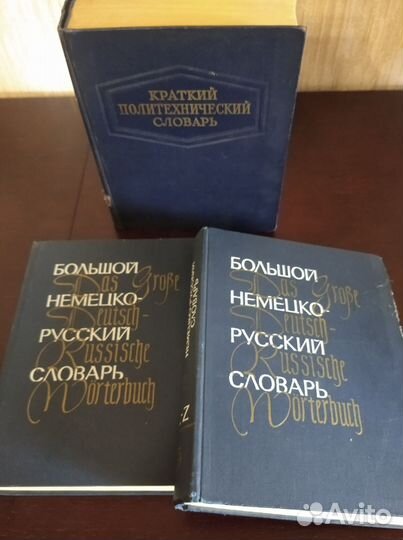 КРАТКИЙ
ПОЛИТЕХНИЧЕСКИЙ
СЛОВАРЬ
БОЛЬШОЙ
НЕМЕЦКО-
РУССКИЙ
СЛОВАРЬ
Das Große
Deutsch-
Russische
Wörterbuch
СЛОВАРЬ
-Z
БОЛЬШОЙ
НЕМЕЦКО-
РУССКИЙ
СЛОВАРЬ
Das Große
Deutsch-
Russische
Wörterbuch
Avito